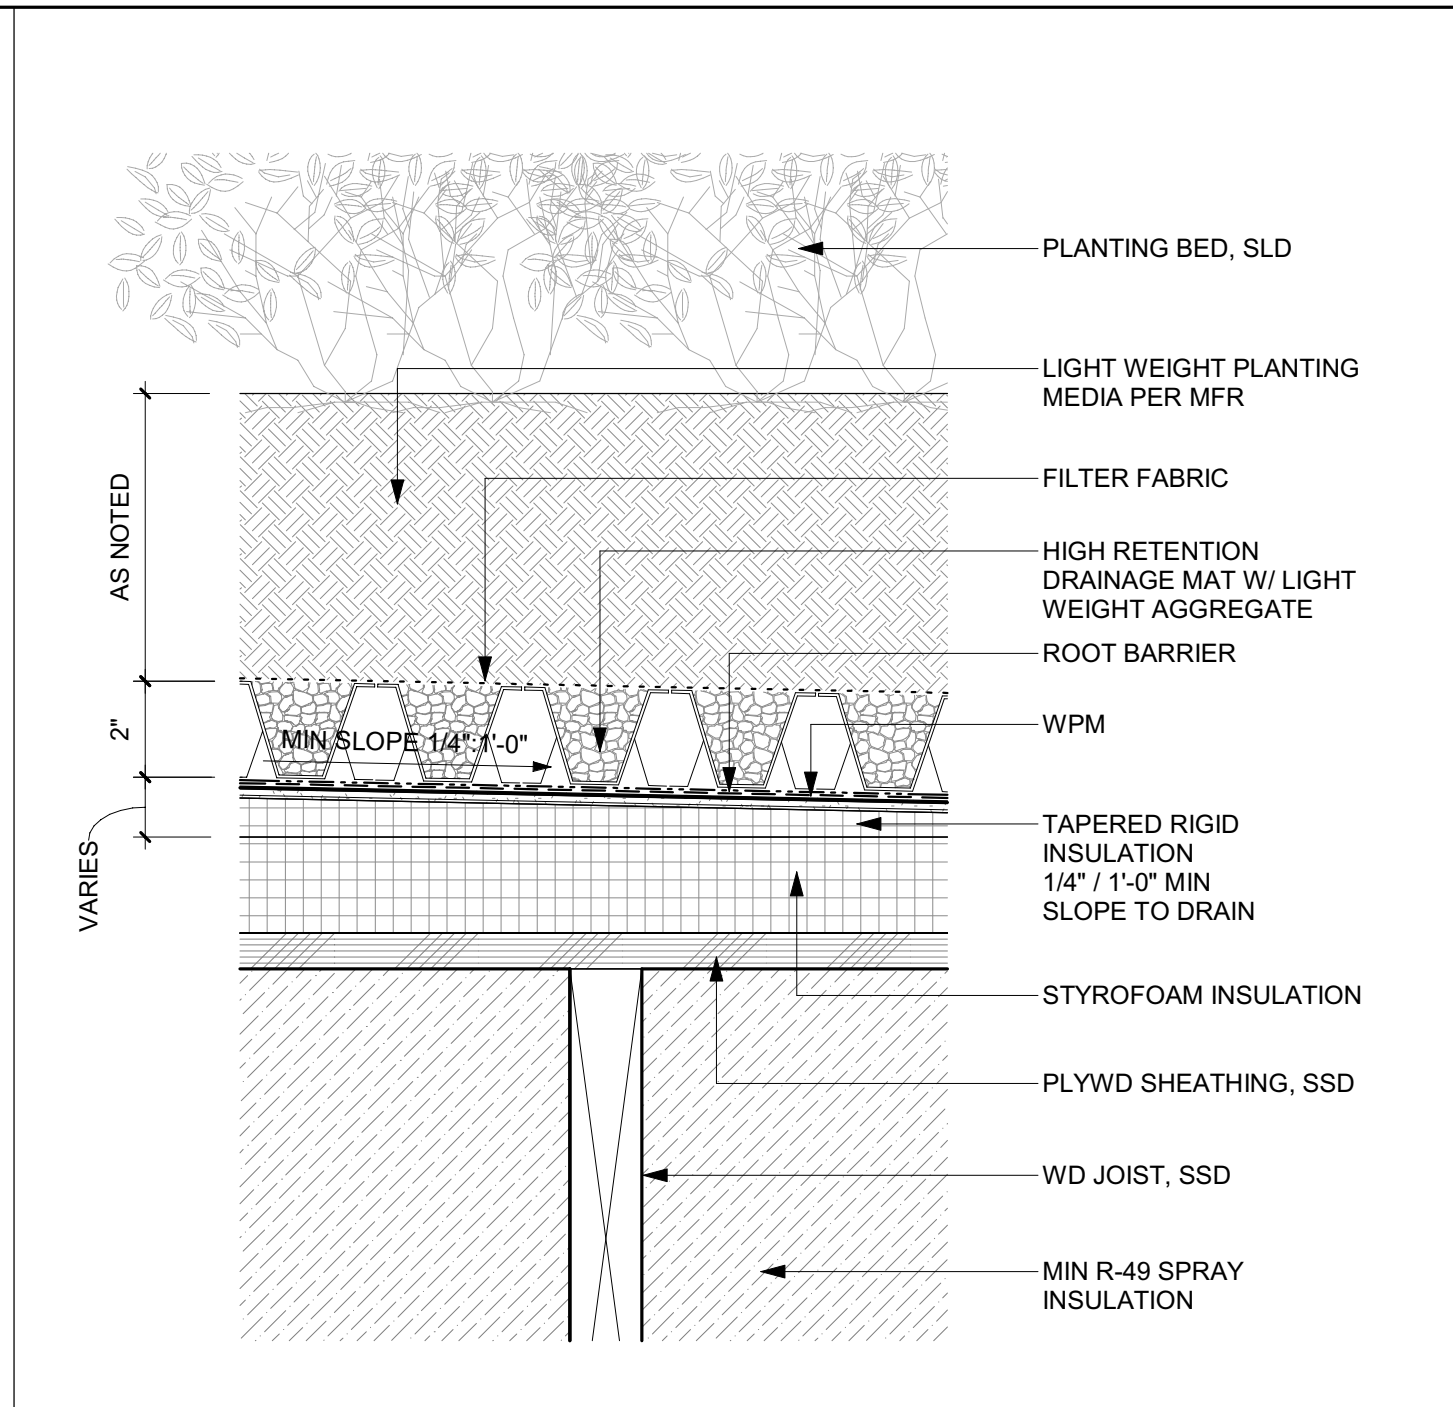 PLANTING BED, SLD
LIGHT WEIGHT PLANTING
MEDIA PER MFR
FILTER FABRIC
HIGH RETENTION
DRAINAGE MAT W/ LIGHT
WEIGHT AGGREGATE
ROOT BARRIER
WPM
TAPERED RIGID
INSULATION
1/4" / 1'-0" MIN
SLOPE TO DRAIN
STYROFOAM INSULATION
PLYWD SHEATHING, SSD
WD JOIST, SSD
MIN R-49 SPRAY
INSULATION
AS NOTED
2"
VARIES
MIN SLOPE 1/4":1'-0"